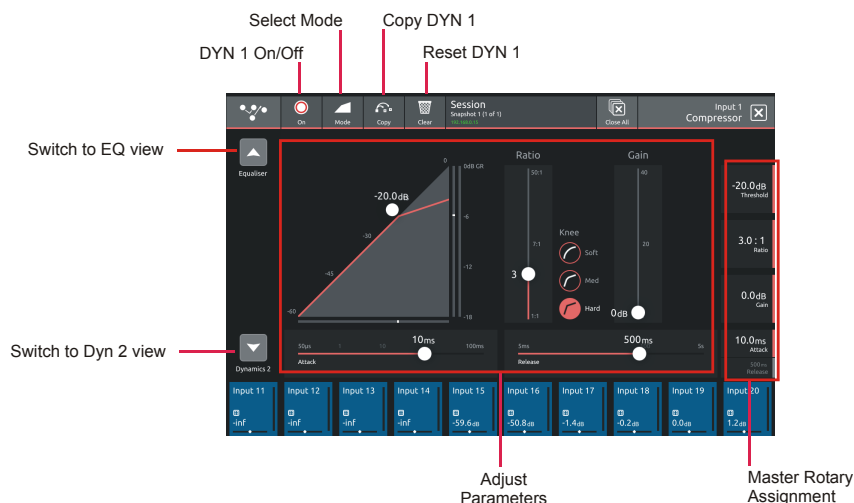 Select Mode
Copy DYN 1
DYN 1 On/Off
Reset DYN 1
On
Mode
Copy
Clear
Session
Snapshot 1 (1 of 1)
Close All
Input 1
Compressor
Switch to EQ view
Equaliser
Ratio
Gain
0
0dB GR
50:1
40
-20.0dB
-20.0dB
Threshold
-6
-30
Knee
Soft
7:1
20
3.0 : 1
Ratio
-12
-45
3
Med
Hard
0.0dB
Gain
-60
-18
1:1
0dB
Switch to Dyn 2 view
Dynamics 2
50µs
5
10
10ms
100ms
Attack
5ms
500ms
5s
Release
10.0ms
Attack
500ms
Release
Input 11
Input 12
Input 13
Input 14
Input 15
Input 16
Input 17
Input 18
Input 19
Input 20
-inf
-inf
-inf
-inf
-59.6dB
-50.8dB
-1.4dB
-0.2dB
0.0dB
1.2dB
Adjust
Parameters
Master Rotary
Assignment